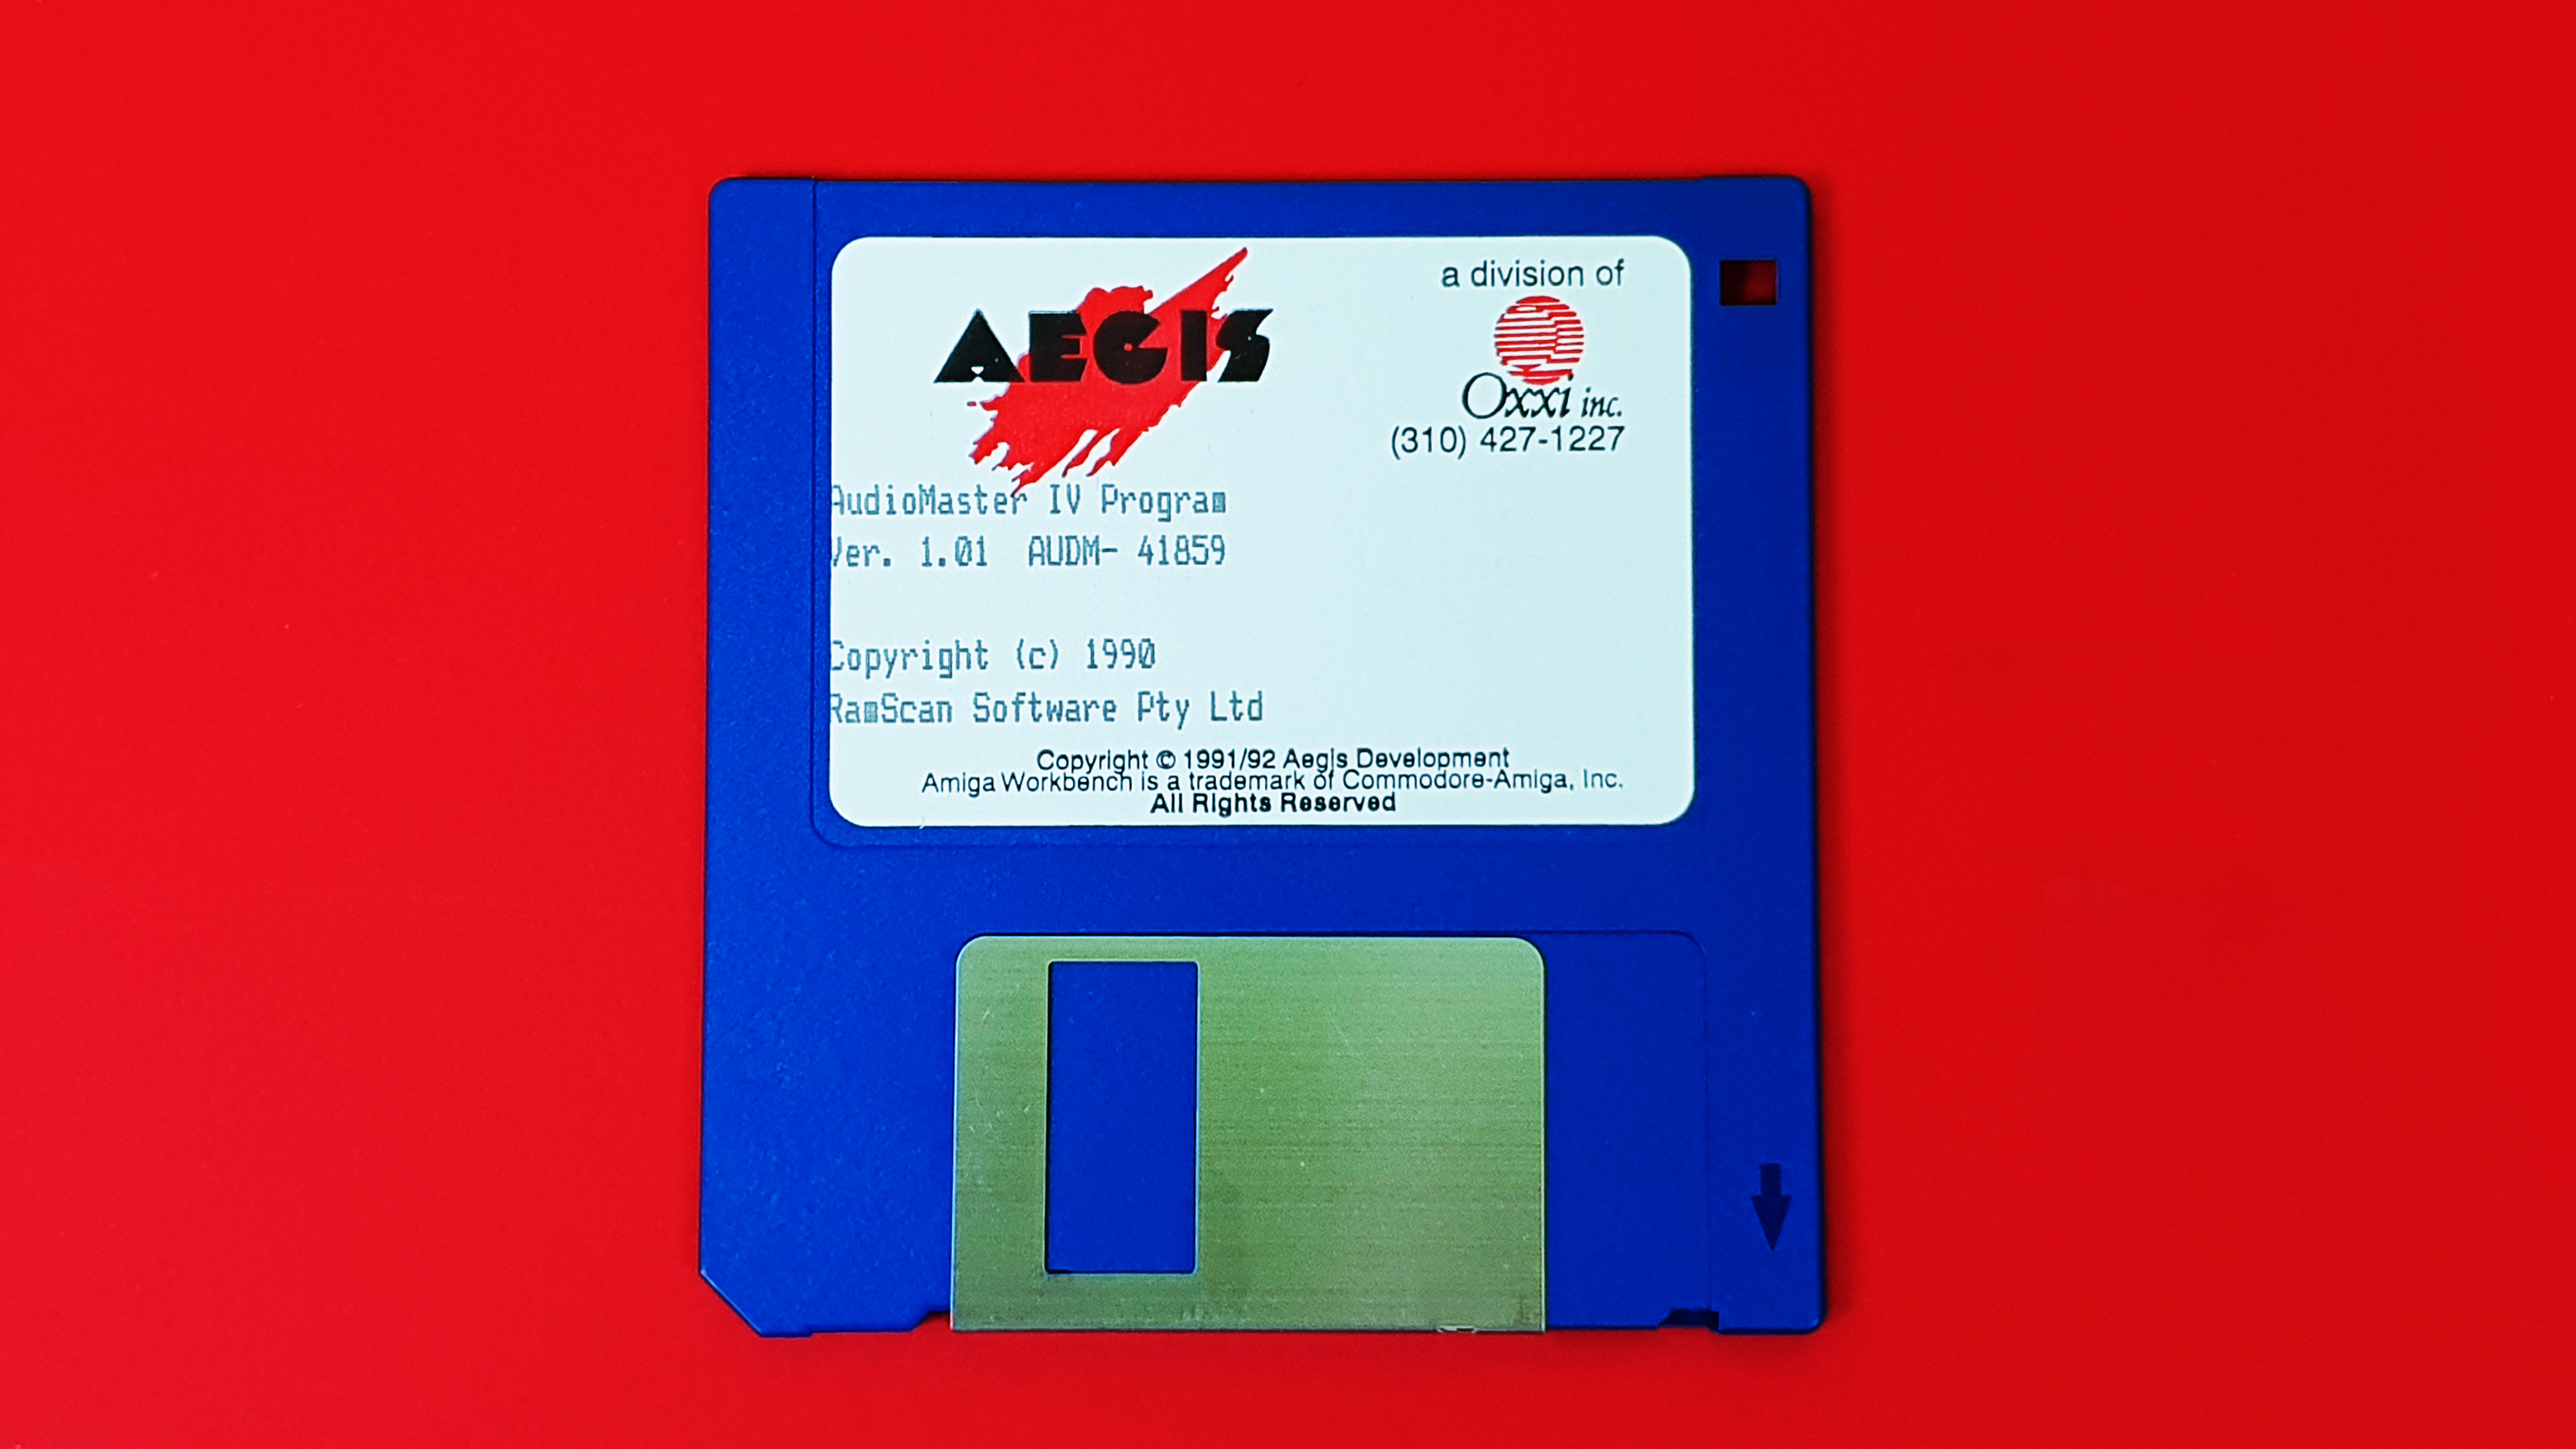 AEGIS
a division of
Oxxi inc.
(310) 427-1227
AudioMaster IV Program
Ver. 1.01 AUDM- 41859
Copyright (c) 1990
RamScan Software Pty Ltd
Copyright © 1991/92 Aegis Development
Amiga Workbench is a trademark of Commodore-Amiga, Inc.
All Rights Reserved